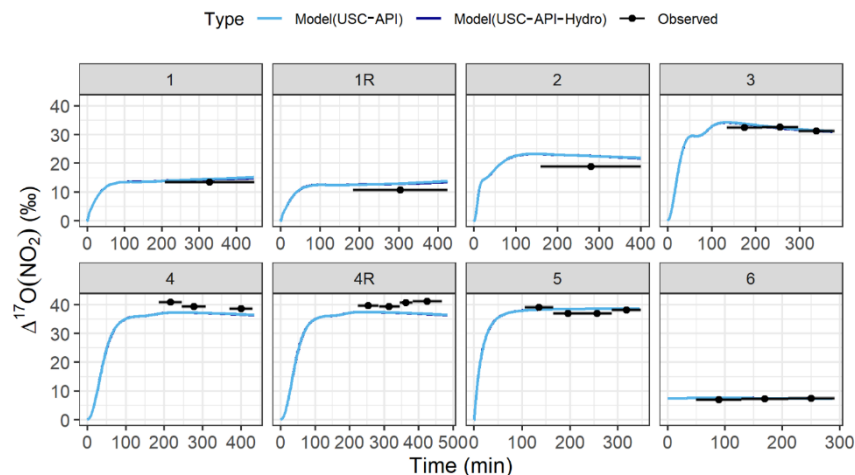 Type Model(USC-API) Model(USC-API-Hydro) Observed
1 1R 2 3
40
30
20
10
0
0 100 200 300 400 0 100 200 300 400 0 100 200 300 400 0 100 200 300
4 4R 5 6
40
30
20
10
0
0 100 200 300 400 0 100 200 300 400 500 0 100 200 300 0 100 200 300
Δ¹⁷O(NO₂) (‰)
Time (min)